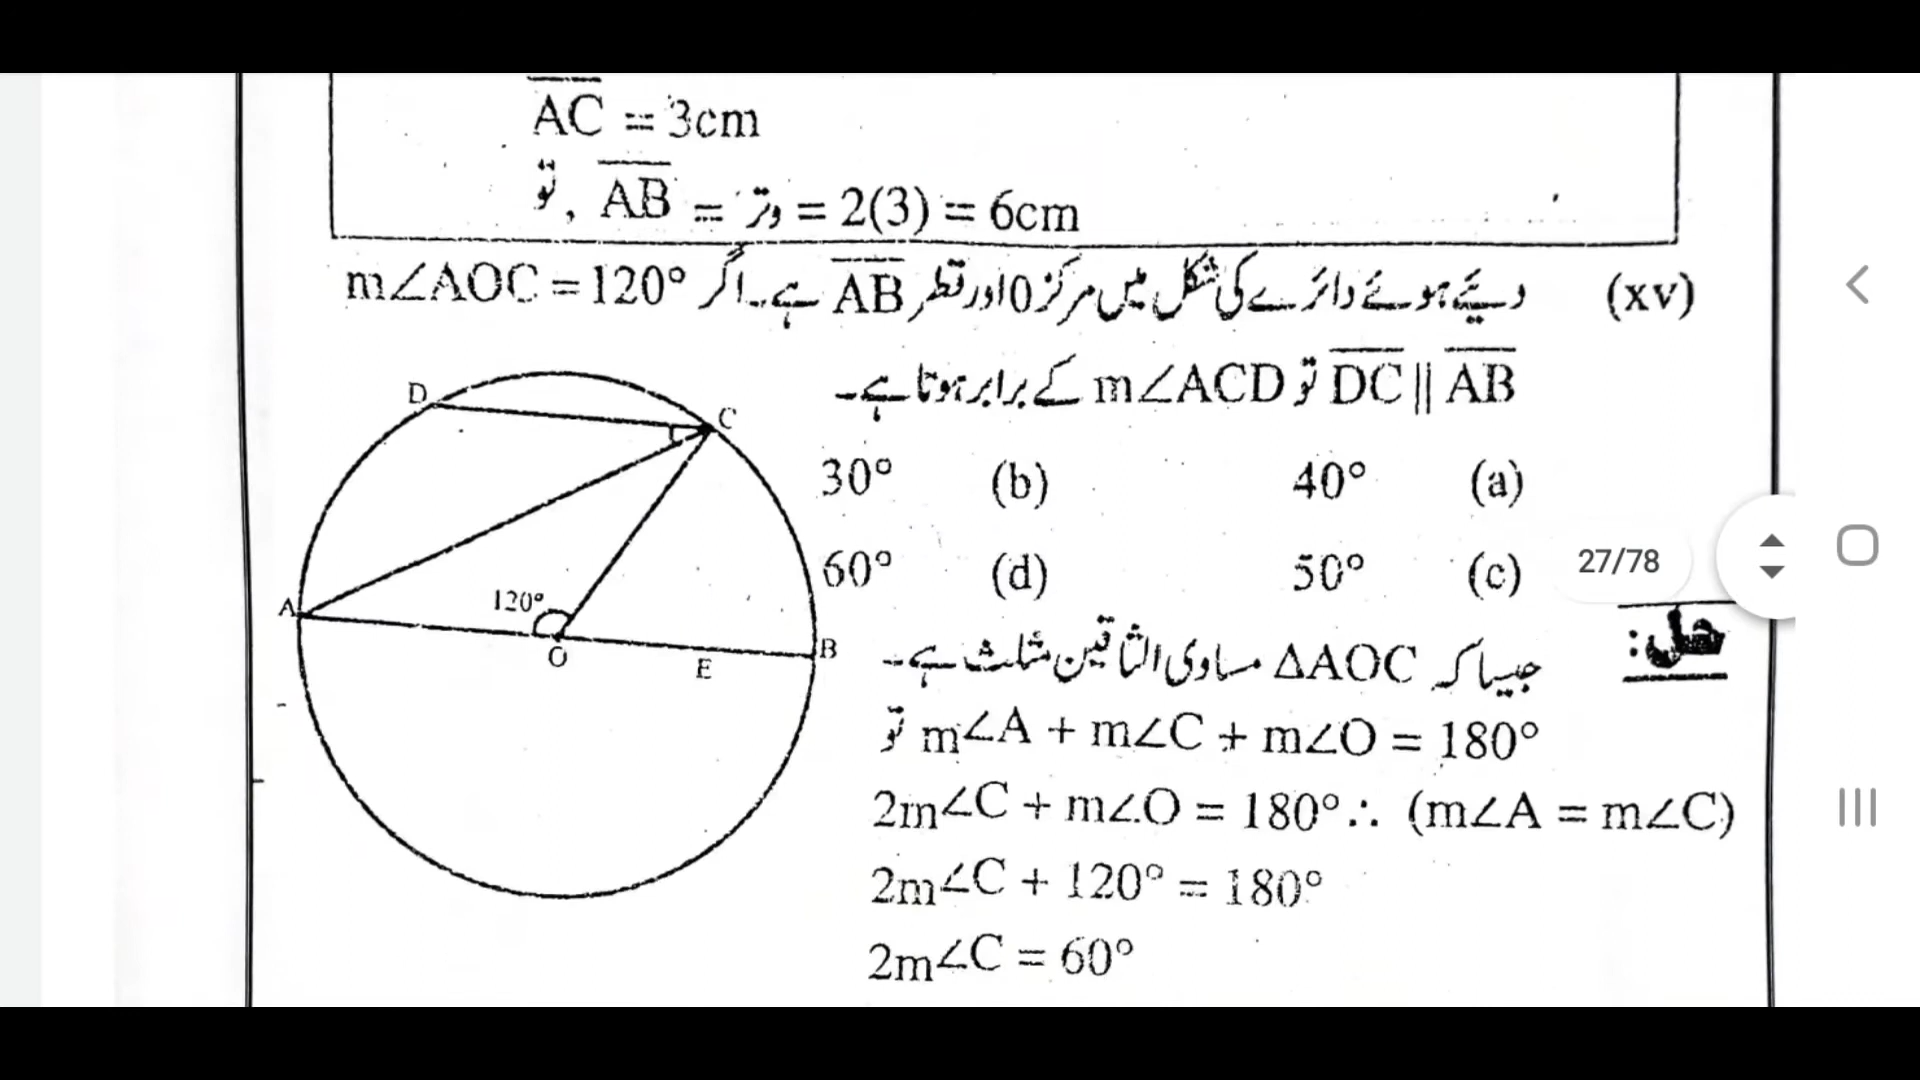 AC = 3cm
تو , AB = وتر = 2(3) = 6cm
(xv) دیئے ہوئے دائرے کی شکل میں مرکز O اور قطر AB ہے۔ اگر m∠AOC = 120°
AB || DC تو m∠ACD کے برابر ہوتا ہے۔
(a) 40° (b) 30°
(c) 50° (d) 60°
D
C
A
120°
O
E
B
27/78
حل:
جیسا کہ ΔAOC مساوی الساقین مثلث ہے۔
تو m∠A + m∠C + m∠O = 180°
2m∠C + m∠O = 180° ∴ (m∠A = m∠C)
2m∠C + 120° = 180°
2m∠C = 60°